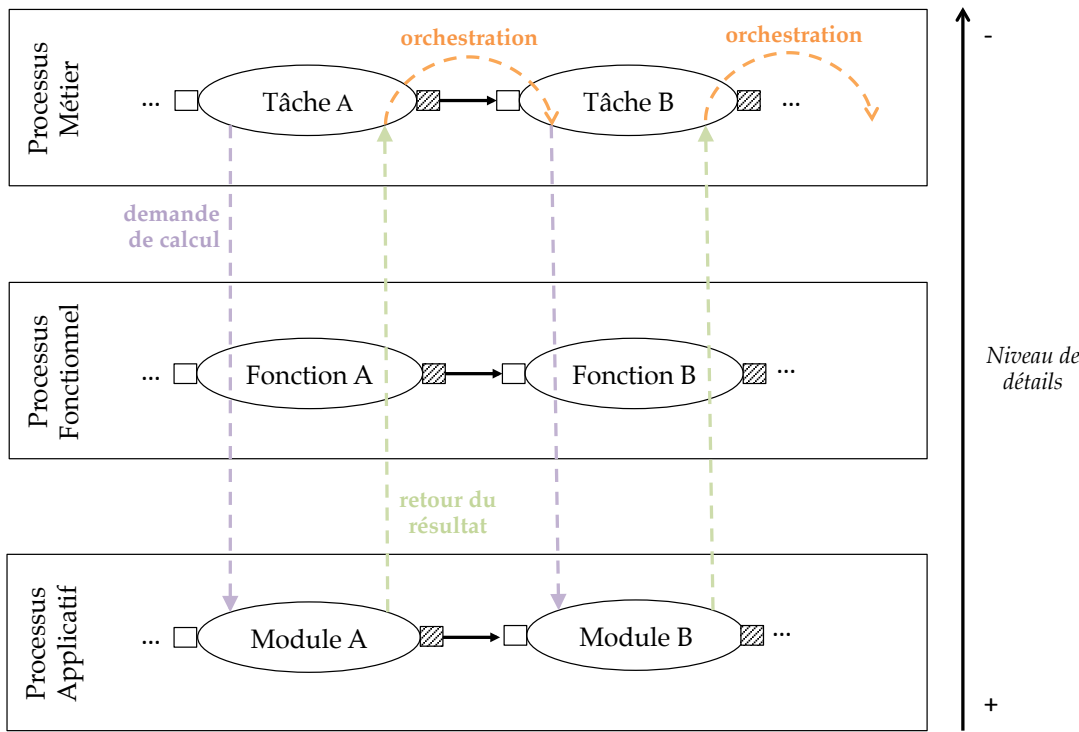 orchestration
orchestration
-
Processus
Métier
...
Tâche A
Tâche B
...
demande
de calcul
Processus
Fonctionnel
...
Fonction A
Fonction B
...
Niveau de
détails
retour du
résultat
Processus
Applicatif
...
Module A
Module B
...
+